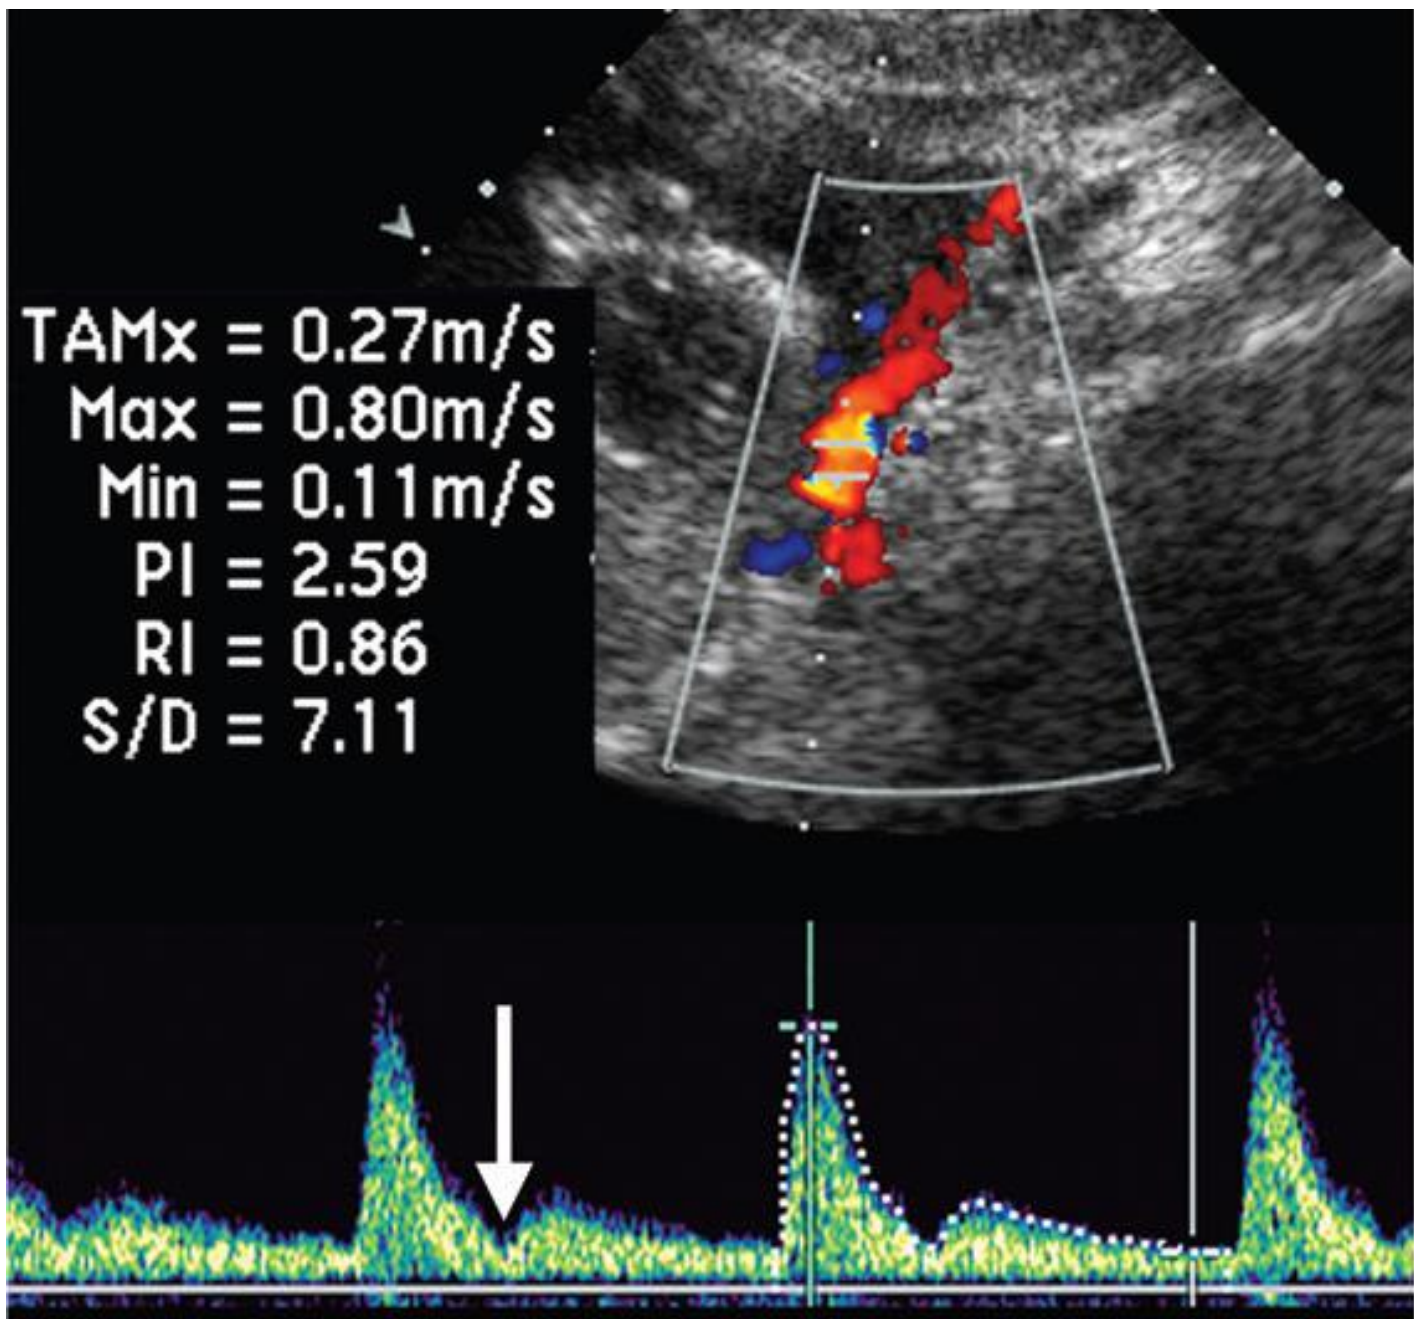 TAMx = 0.27m/s
Max = 0.80m/s
Min = 0.11m/s
PI = 2.59
RI = 0.86
S/D = 7.11